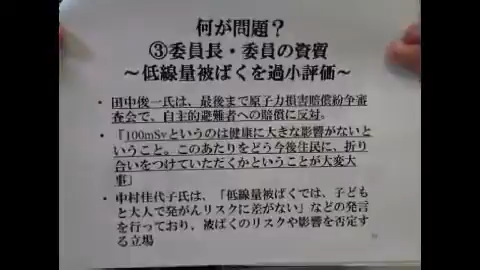 何が問題？
③委員長・委員の資質
～低線量被ばくを過小評価～
• 田中俊一氏は、最後まで原子力損害賠償紛争審
査会で、自主的避難者への賠償に反対。
• 「100mSvというのは健康に大きな影響がないと
いうこと。このあたりをどう今後住民に、折り
合いをつけていただくかということが大変大
事」
• 中村佳代子氏は、「低線量被ばくでは、子ども
と大人で発がんリスクに差がない」などの発言
を行っており、被ばくのリスクや影響を否定す
る立場